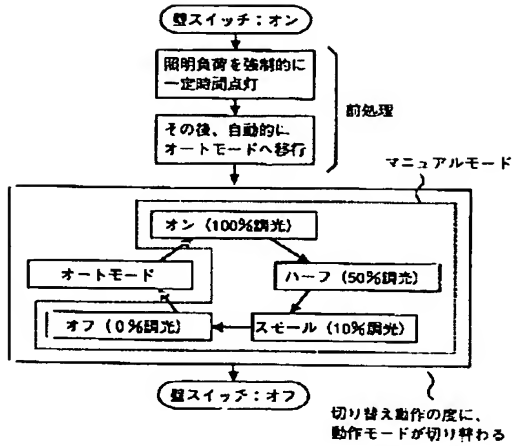 壁スイッチ：オン
照明負荷を強制的に
一定時間点灯
その後、自動的に
オートモードへ移行
前処理
マニュアルモード
オン（100％調光）
オートモード
ハーフ（50％調光）
オフ（0％調光）
スモール（10％調光）
壁スイッチ：オフ
切り替え動作の度に、
動作モードが切り替わる